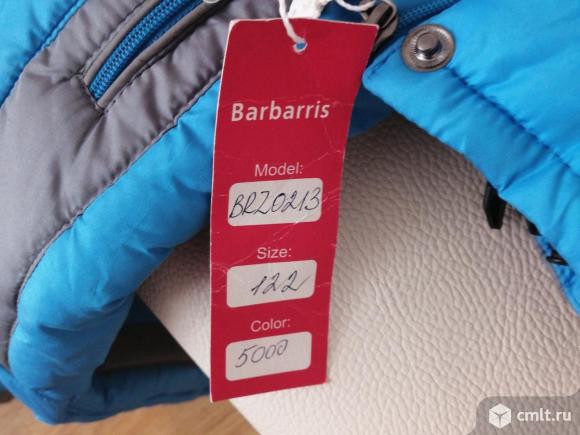 Barbarris
Model:
BRZ0213
Size:
122
Color:
5000
cmlt.ru